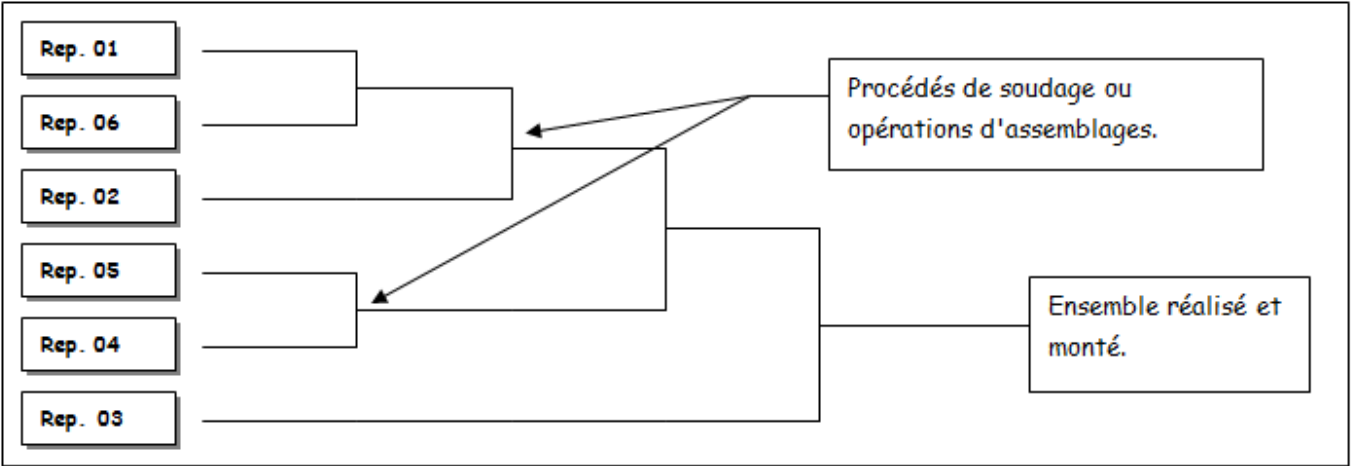 Rep. 01
Rep. 06
Rep. 02
Rep. 05
Rep. 04
Rep. 03
Procédés de soudage ou
opérations d'assemblages.
Ensemble réalisé et
monté.